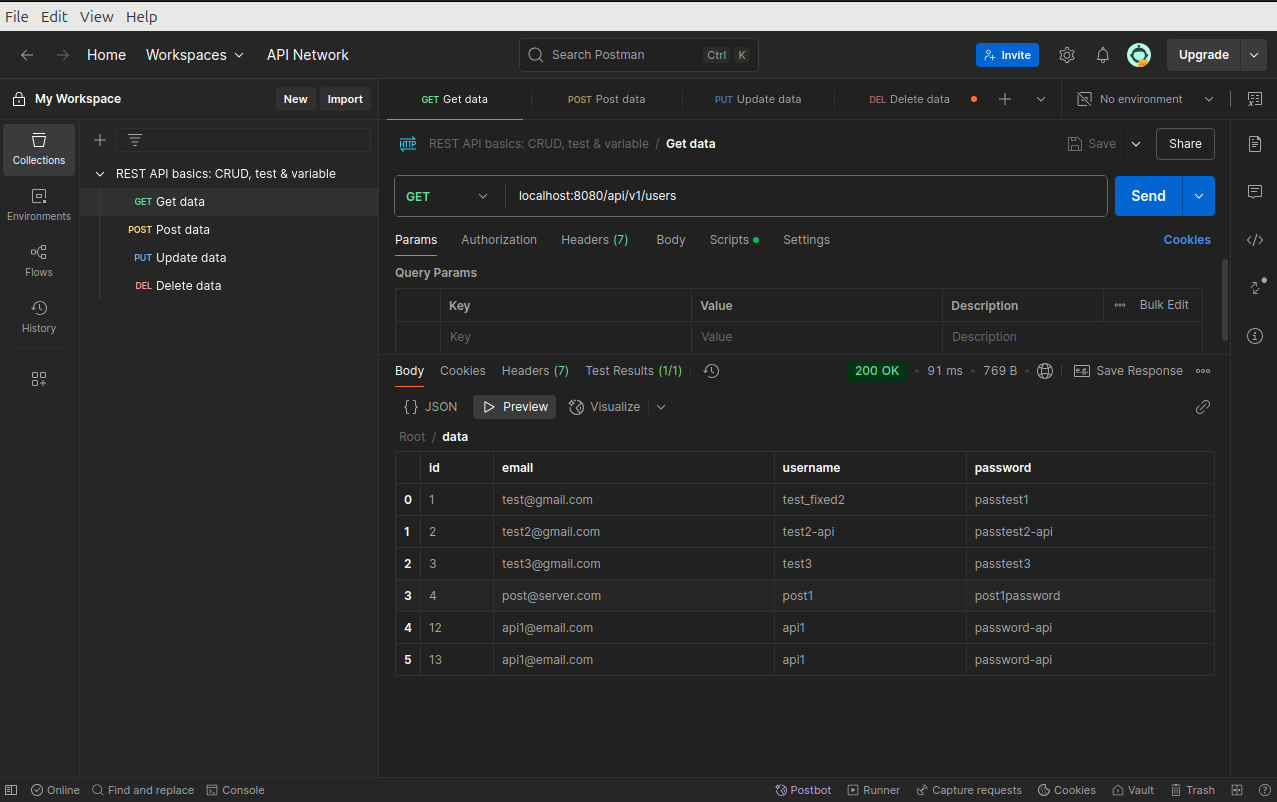 File Edit View Help
Home Workspaces API Network Search Postman Ctrl K Invite Upgrade
My Workspace New Import GET Get data POST Post data PUT Update data DEL Delete data No environment
Collections
Environments
Flows
History
REST API basics: CRUD, test & variable
GET Get data
POST Post data
PUT Update data
DEL Delete data
HTTP REST API basics: CRUD, test & variable / Get data Save Share
GET localhost:8080/api/v1/users Send
Params Authorization Headers (7) Body Scripts Settings Cookies
Query Params
Key Value Description Bulk Edit
Key Value Description
Body Cookies Headers (7) Test Results (1/1) 200 OK 91 ms 769 B e.g. Save Response
{} JSON Preview Visualize
Root / data
id email username password
0 1 test@gmail.com test_fixed2 passtest1
1 2 test2@gmail.com test2-api passtest2-api
2 3 test3@gmail.com test3 passtest3
3 4 post@server.com post1 post1password
4 12 api1@email.com api1 password-api
5 13 api1@email.com api1 password-api
Online Find and replace Console Postbot Runner Capture requests Cookies Vault Trash